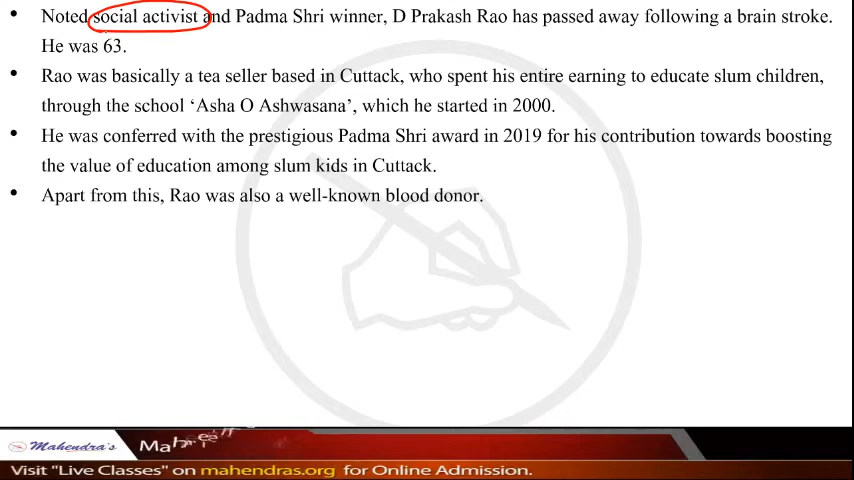 • Noted social activist and Padma Shri winner, D Prakash Rao has passed away following a brain stroke.
He was 63.
• Rao was basically a tea seller based in Cuttack, who spent his entire earning to educate slum children,
through the school ‘Asha O Ashwasana’, which he started in 2000.
• He was conferred with the prestigious Padma Shri award in 2019 for his contribution towards boosting
the value of education among slum kids in Cuttack.
• Apart from this, Rao was also a well-known blood donor.
Mahendra's
Visit "Live Classes" on mahendras.org for Online Admission.